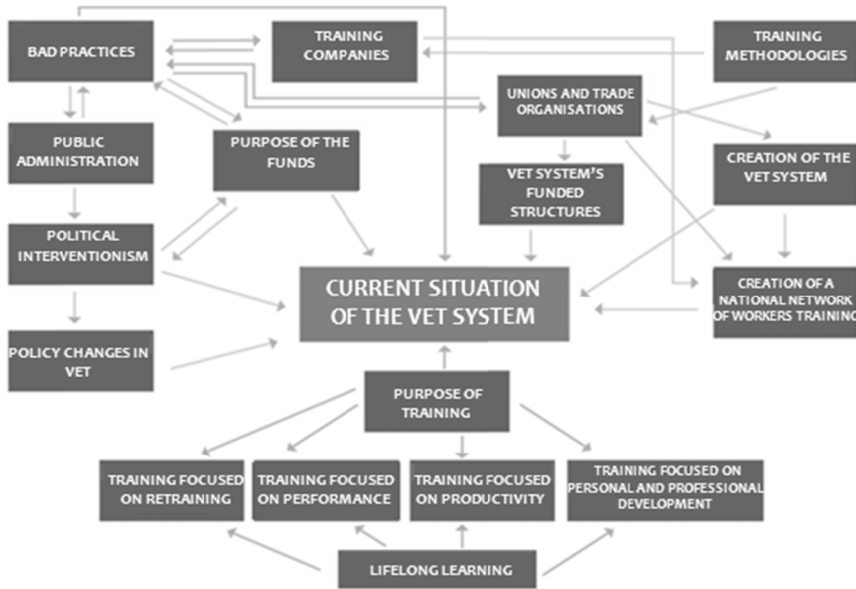 BAD PRACTICES
TRAINING
COMPANIES
TRAINING
METHODOLOGIES
UNIONS AND TRADE
ORGANISATIONS
PUBLIC
ADMINISTRATION
PURPOSE OF THE
FUNDS
CREATION OF THE
VET SYSTEM
VET SYSTEM'S
FUNDED
STRUCTURES
POLITICAL
INTERVENTIONISM
CURRENT SITUATION
OF THE VET SYSTEM
CREATION OF A
NATIONAL NETWORK
OF WORKERS TRAINING
POLICY CHANGES IN
VET
PURPOSE OF
TRAINING
TRAINING FOCUSED
ON RETRAINING
TRAINING FOCUSED
ON PERFORMANCE
TRAINING FOCUSED
ON PRODUCTIVITY
TRAINING FOCUSED ON
PERSONAL AND PROFESSIONAL
DEVELOPMENT
LIFELONG LEARNING